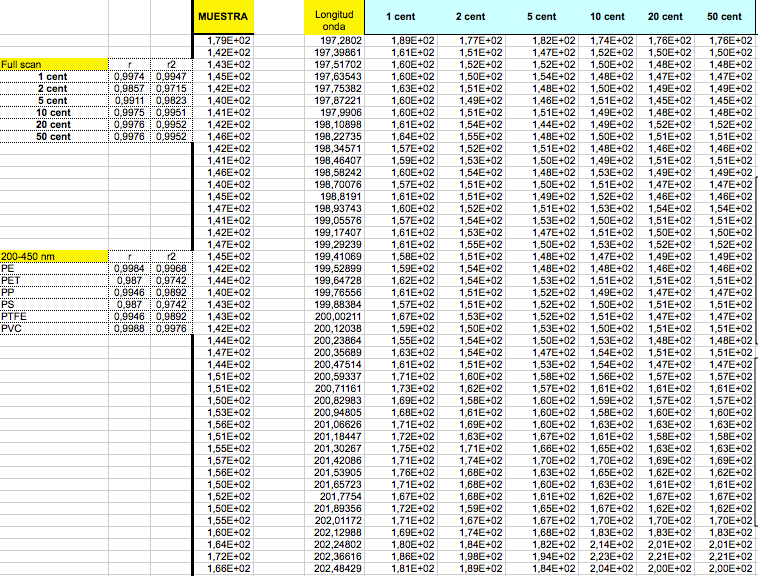 MUESTRA Longitud onda 1 cent 2 cent 5 cent 10 cent 20 cent 50 cent
1,79E+02 197,2802 1,89E+02 1,77E+02 1,82E+02 1,74E+02 1,76E+02 1,76E+02
1,42E+02 197,39861 1,61E+02 1,51E+02 1,47E+02 1,52E+02 1,50E+02 1,50E+02
Full scan r r2 1,43E+02 197,51702 1,60E+02 1,52E+02 1,52E+02 1,50E+02 1,48E+02 1,48E+02
1 cent 0,9974 0,9947 1,45E+02 197,63543 1,60E+02 1,50E+02 1,54E+02 1,48E+02 1,47E+02 1,47E+02
2 cent 0,9857 0,9715 1,42E+02 197,75382 1,63E+02 1,51E+02 1,48E+02 1,50E+02 1,49E+02 1,49E+02
5 cent 0,9911 0,9823 1,40E+02 197,87221 1,60E+02 1,49E+02 1,46E+02 1,51E+02 1,45E+02 1,45E+02
10 cent 0,9975 0,9951 1,41E+02 197,9906 1,60E+02 1,51E+02 1,51E+02 1,49E+02 1,48E+02 1,48E+02
20 cent 0,9976 0,9952 1,42E+02 198,10898 1,61E+02 1,54E+02 1,44E+02 1,49E+02 1,52E+02 1,52E+02
50 cent 0,9976 0,9952 1,46E+02 198,22735 1,64E+02 1,55E+02 1,48E+02 1,50E+02 1,51E+02 1,51E+02
1,42E+02 198,34571 1,57E+02 1,52E+02 1,51E+02 1,48E+02 1,46E+02 1,46E+02
1,41E+02 198,46407 1,59E+02 1,53E+02 1,50E+02 1,49E+02 1,51E+02 1,51E+02
1,46E+02 198,58242 1,60E+02 1,54E+02 1,48E+02 1,53E+02 1,49E+02 1,49E+02
1,40E+02 198,70076 1,57E+02 1,51E+02 1,50E+02 1,51E+02 1,47E+02 1,47E+02
1,45E+02 198,8191 1,61E+02 1,51E+02 1,49E+02 1,52E+02 1,46E+02 1,46E+02
1,47E+02 198,93743 1,61E+02 1,52E+02 1,51E+02 1,53E+02 1,54E+02 1,54E+02
1,41E+02 199,05576 1,57E+02 1,54E+02 1,53E+02 1,50E+02 1,51E+02 1,51E+02
1,42E+02 199,17407 1,61E+02 1,53E+02 1,47E+02 1,51E+02 1,50E+02 1,50E+02
1,47E+02 199,29239 1,61E+02 1,55E+02 1,50E+02 1,53E+02 1,52E+02 1,52E+02
200-450 nm r r2 1,45E+02 199,41069 1,58E+02 1,51E+02 1,48E+02 1,47E+02 1,49E+02 1,49E+02
PE 0,9984 0,9968 1,42E+02 199,52899 1,59E+02 1,54E+02 1,48E+02 1,48E+02 1,46E+02 1,46E+02
PET 0,987 0,9742 1,44E+02 199,64728 1,62E+02 1,54E+02 1,50E+02 1,51E+02 1,51E+02 1,51E+02
PP 0,9946 0,9892 1,40E+02 199,76556 1,61E+02 1,51E+02 1,52E+02 1,49E+02 1,47E+02 1,47E+02
PS 0,987 0,9742 1,43E+02 199,88384 1,57E+02 1,51E+02 1,52E+02 1,50E+02 1,51E+02 1,51E+02
PTFE 0,9946 0,9892 1,43E+02 200,00211 1,67E+02 1,52E+02 1,52E+02 1,51E+02 1,47E+02 1,47E+02
PVC 0,9988 0,9976 1,42E+02 200,12038 1,59E+02 1,50E+02 1,53E+02 1,50E+02 1,51E+02 1,51E+02
1,44E+02 200,23864 1,55E+02 1,54E+02 1,50E+02 1,53E+02 1,48E+02 1,48E+02
1,47E+02 200,35689 1,63E+02 1,54E+02 1,47E+02 1,54E+02 1,51E+02 1,51E+02
1,44E+02 200,47514 1,61E+02 1,51E+02 1,53E+02 1,54E+02 1,47E+02 1,47E+02
1,51E+02 200,59337 1,71E+02 1,60E+02 1,58E+02 1,56E+02 1,57E+02 1,57E+02
1,51E+02 200,71161 1,73E+02 1,62E+02 1,57E+02 1,61E+02 1,61E+02 1,61E+02
1,50E+02 200,82983 1,69E+02 1,58E+02 1,60E+02 1,59E+02 1,57E+02 1,57E+02
1,53E+02 200,94805 1,68E+02 1,61E+02 1,60E+02 1,58E+02 1,60E+02 1,60E+02
1,56E+02 201,06626 1,71E+02 1,69E+02 1,60E+02 1,63E+02 1,63E+02 1,63E+02
1,51E+02 201,18447 1,72E+02 1,63E+02 1,67E+02 1,61E+02 1,58E+02 1,58E+02
1,55E+02 201,30267 1,75E+02 1,71E+02 1,66E+02 1,65E+02 1,63E+02 1,63E+02
1,57E+02 201,42086 1,71E+02 1,74E+02 1,70E+02 1,70E+02 1,69E+02 1,69E+02
1,56E+02 201,53905 1,76E+02 1,68E+02 1,63E+02 1,65E+02 1,62E+02 1,62E+02
1,50E+02 201,65723 1,71E+02 1,68E+02 1,60E+02 1,63E+02 1,61E+02 1,61E+02
1,52E+02 201,7754 1,67E+02 1,68E+02 1,61E+02 1,62E+02 1,67E+02 1,67E+02
1,50E+02 201,89356 1,72E+02 1,59E+02 1,65E+02 1,67E+02 1,62E+02 1,62E+02
1,55E+02 202,01172 1,71E+02 1,67E+02 1,67E+02 1,70E+02 1,70E+02 1,70E+02
1,60E+02 202,12988 1,69E+02 1,74E+02 1,68E+02 1,83E+02 1,83E+02 1,83E+02
1,64E+02 202,24802 1,80E+02 1,84E+02 1,82E+02 2,14E+02 2,01E+02 2,01E+02
1,72E+02 202,36616 1,86E+02 1,98E+02 1,94E+02 2,23E+02 2,21E+02 2,21E+02
1,66E+02 202,48429 1,81E+02 1,89E+02 1,84E+02 2,04E+02 2,00E+02 2,00E+02